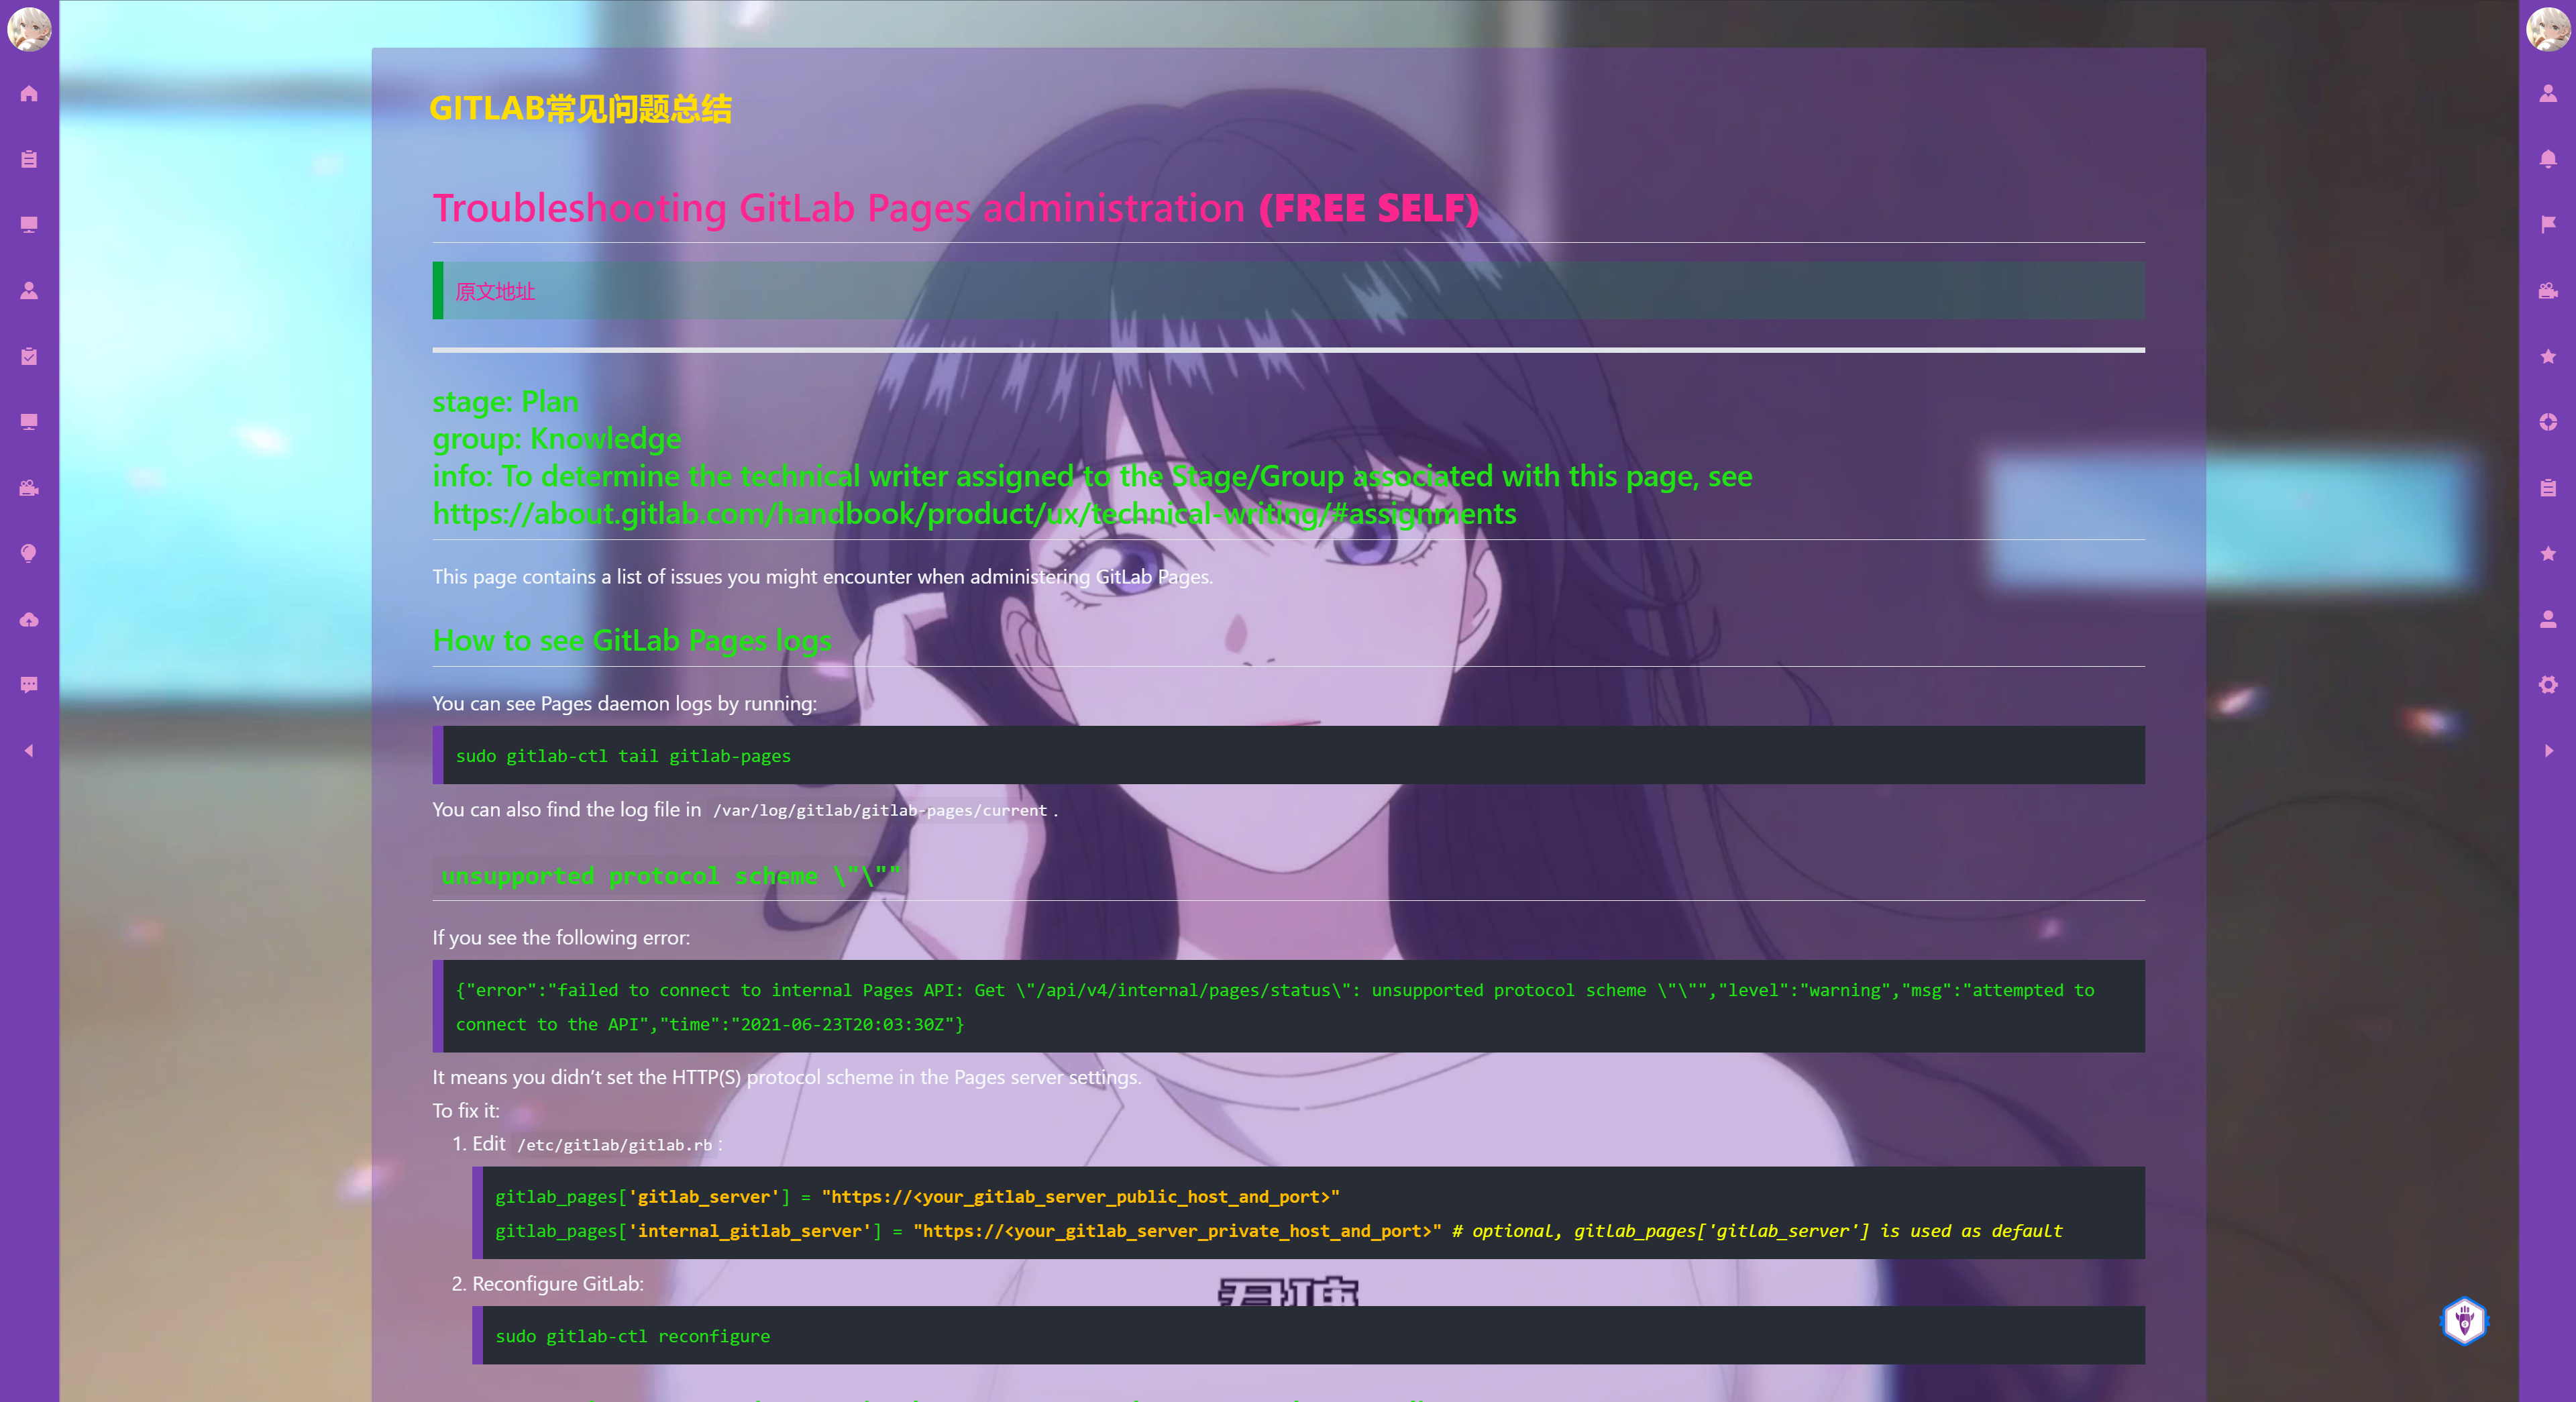 GITLAB常见问题总结
Troubleshooting GitLab Pages administration (FREE SELF)
原文地址
stage: Plan
group: Knowledge
info: To determine the technical writer assigned to the Stage/Group associated with this page, see
https://about.gitlab.com/handbook/product/ux/technical-writing/#assignments
This page contains a list of issues you might encounter when administering GitLab Pages.
How to see GitLab Pages logs
You can see Pages daemon logs by running:
sudo gitlab-ctl tail gitlab-pages
You can also find the log file in /var/log/gitlab/gitlab-pages/current.
unsupported protocol scheme \"\""
If you see the following error:
{"error":"failed to connect to internal Pages API: Get \"/api/v4/internal/pages/status\": unsupported protocol scheme \"\"","level":"warning","msg":"attempted to
connect to the API","time":"2021-06-23T20:03:30Z"}
It means you didn’t set the HTTP(S) protocol scheme in the Pages server settings.
To fix it:
1. Edit /etc/gitlab/gitlab.rb:
gitlab_pages['gitlab_server'] = "https://<your_gitlab_server_public_host_and_port>"
gitlab_pages['internal_gitlab_server'] = "https://<your_gitlab_server_private_host_and_port>" # optional, gitlab_pages['gitlab_server'] is used as default
2. Reconfigure GitLab:
sudo gitlab-ctl reconfigure